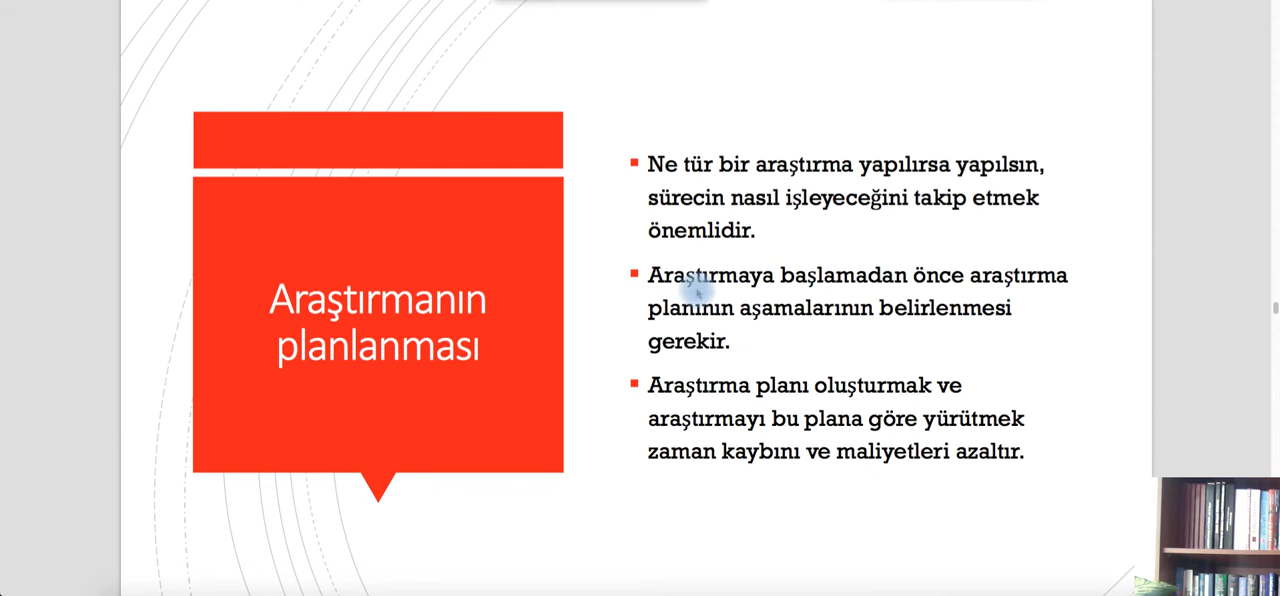 Araştırmanın
planlanması
Ne tür bir araştırma yapılırsa yapılsın,
sürecin nasıl işleyeceğini takip etmek
önemlidir.
Araştırmaya başlamadan önce araştırma
planının aşamalarının belirlenmesi
gerekir.
Araştırma planı oluşturmak ve
araştırmayı bu plana göre yürütmek
zaman kaybını ve maliyetleri azaltır.